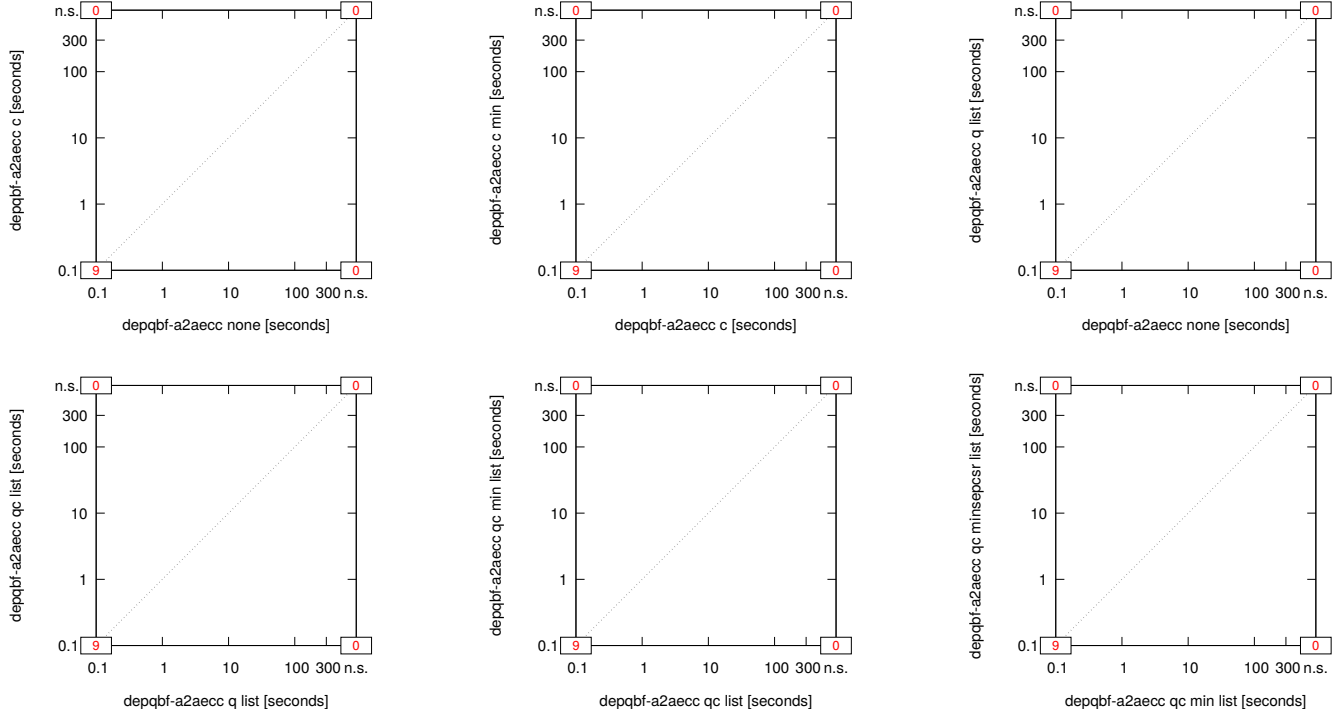 n.s. 0 0
300
100
10
1
0.1 9 0
0.1 1 10 100 300 n.s.
depqbf-a2aecc c [seconds]
depqbf-a2aecc none [seconds]
n.s. 0 0
300
100
10
1
0.1 9 0
0.1 1 10 100 300 n.s.
depqbf-a2aecc c min [seconds]
depqbf-a2aecc c [seconds]
n.s. 0 0
300
100
10
1
0.1 9 0
0.1 1 10 100 300 n.s.
depqbf-a2aecc q list [seconds]
depqbf-a2aecc none [seconds]
n.s. 0 0
300
100
10
1
0.1 9 0
0.1 1 10 100 300 n.s.
depqbf-a2aecc qc list [seconds]
depqbf-a2aecc q list [seconds]
n.s. 0 0
300
100
10
1
0.1 9 0
0.1 1 10 100 300 n.s.
depqbf-a2aecc qc min list [seconds]
depqbf-a2aecc qc list [seconds]
n.s. 0 0
300
100
10
1
0.1 9 0
0.1 1 10 100 300 n.s.
depqbf-a2aecc qc minsepcsr list [seconds]
depqbf-a2aecc qc min list [seconds]